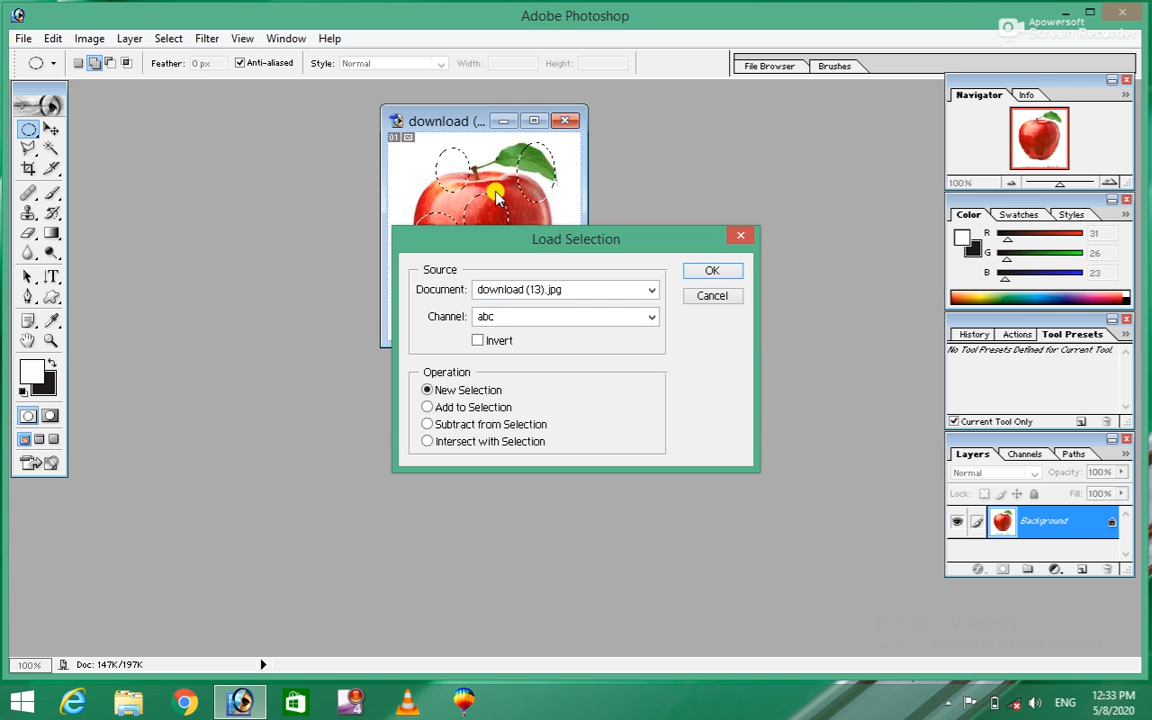 Adobe Photoshop
Apowersoft
Screen Recorder
File Edit Image Layer Select Filter View Window Help
Feather: 0 px Anti-aliased Style: Normal Width: Height: File Browser Brushes
Navigator Info
100%
download (...
01
Color Swatches Styles
R 31
G 26
B 23
Load Selection
Source
Document: download (13).jpg
Channel: abc
Invert
OK
Cancel
Operation
New Selection
Add to Selection
Subtract from Selection
Intersect with Selection
History Actions Tool Presets
No Tool Presets Defined for Current Tool.
Current Tool Only
Layers Channels Paths
Normal Opacity: 100%
Lock: Fill: 100%
Background
100% Doc: 147K/197K
4
ENG
12:33 PM
5/8/2020